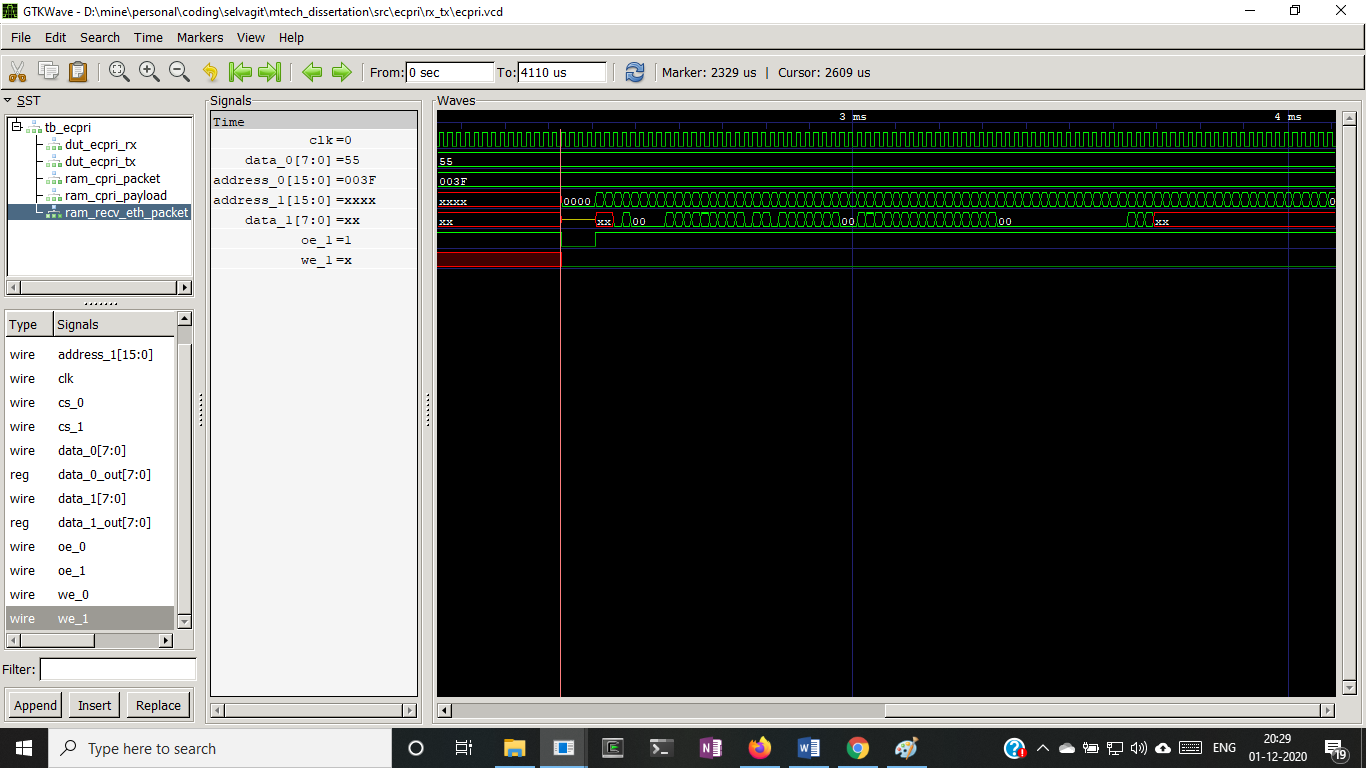 GTKWave - D:\mine\personal\coding\selvagit\mtech_dissertation\src\ecpri\rx_tx\ecpri.vcd
File Edit Search Time Markers View Help
From: 0 sec To: 4110 us Marker: 2329 us | Cursor: 2609 us
SST
tb_ecpri
dut_ecpri_rx
dut_ecpri_tx
ram_cpri_packet
ram_cpri_payload
ram_recv_eth_packet
Type Signals
wire address_1[15:0]
wire clk
wire cs_0
wire cs_1
wire data_0[7:0]
reg data_0_out[7:0]
wire data_1[7:0]
reg data_1_out[7:0]
wire oe_0
wire oe_1
wire we_0
wire we_1
Filter:
Append Insert Replace
Signals
Time
clk=0
data_0[7:0]=55
address_0[15:0]=003F
address_1[15:0]=xxxx
data_1[7:0]=xx
oe_1=1
we_1=x
Waves
3 ms 4 ms
55
003F
xxxx 0000 0
xx xx 00 00 00 xx
Type here to search
ENG
20:29
01-12-2020
19